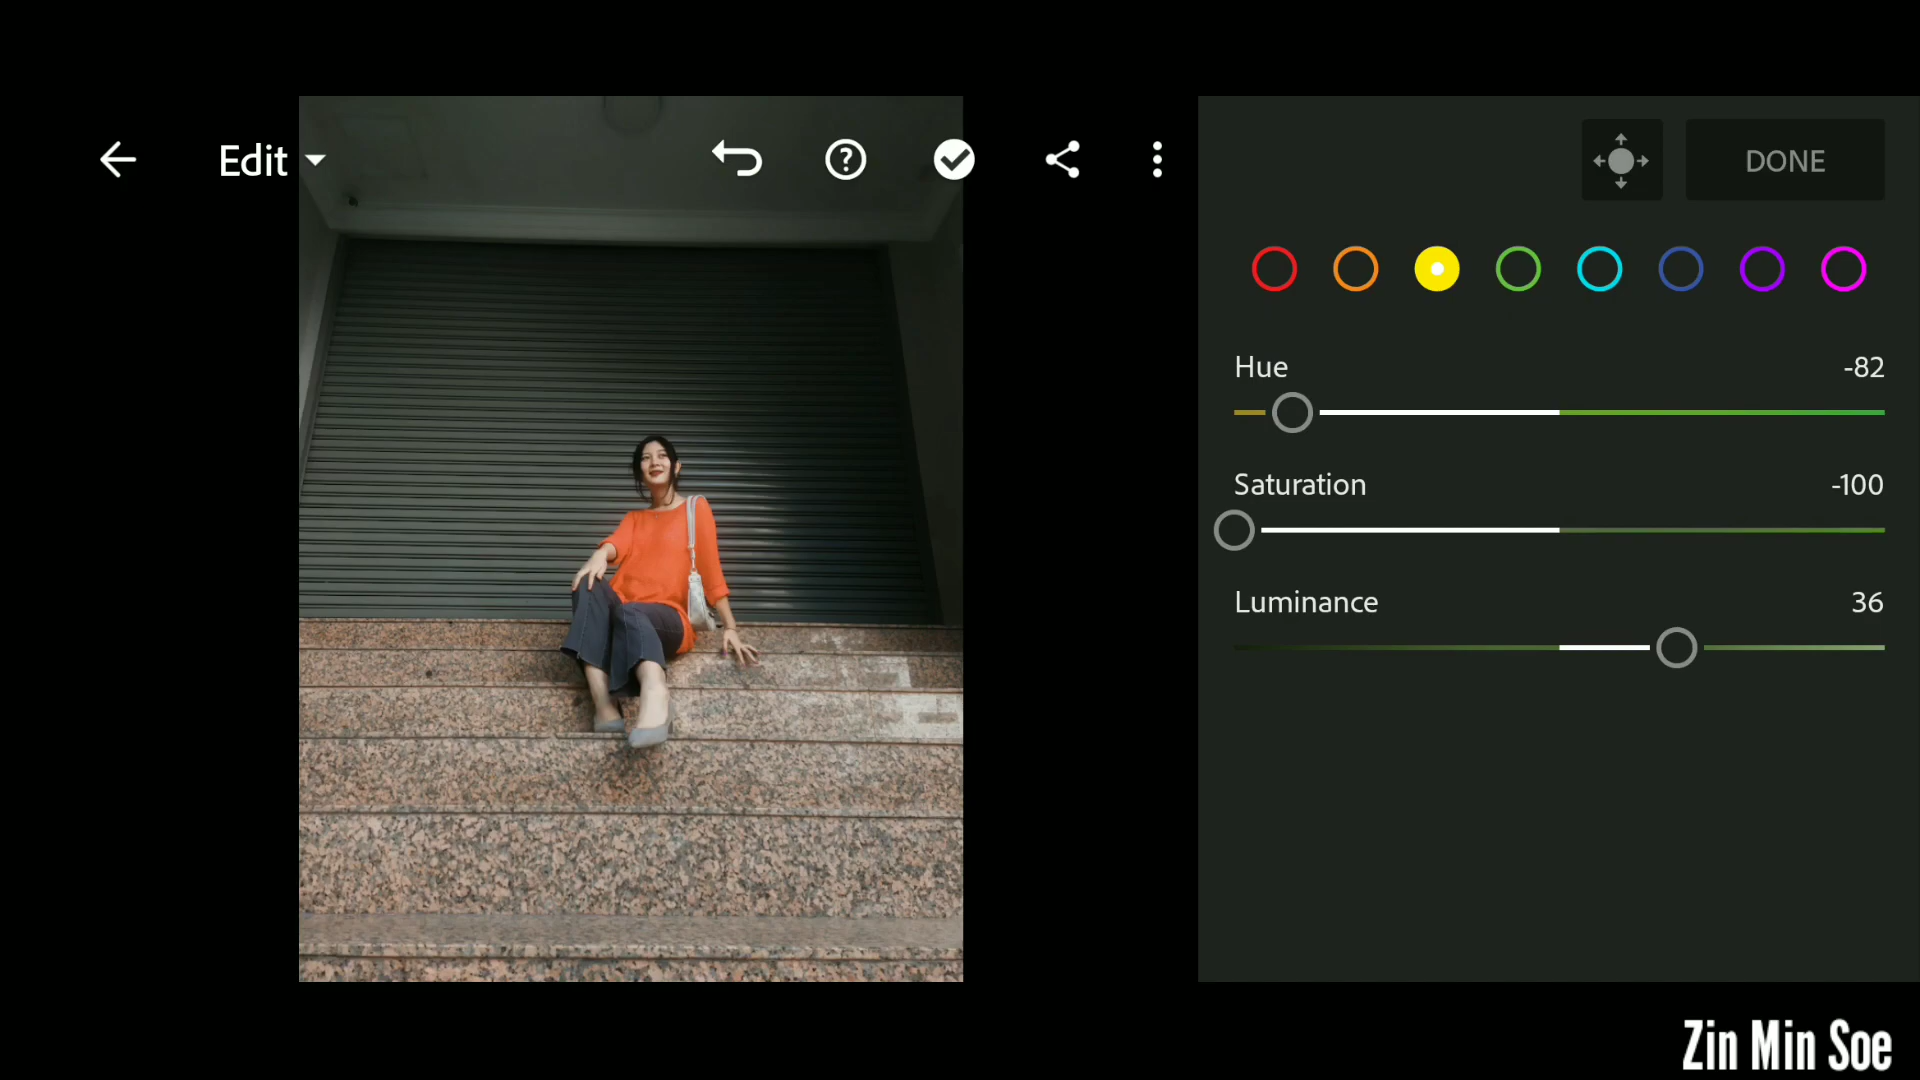 Edit
DONE
Hue -82
Saturation -100
Luminance 36
Zin Min Soe